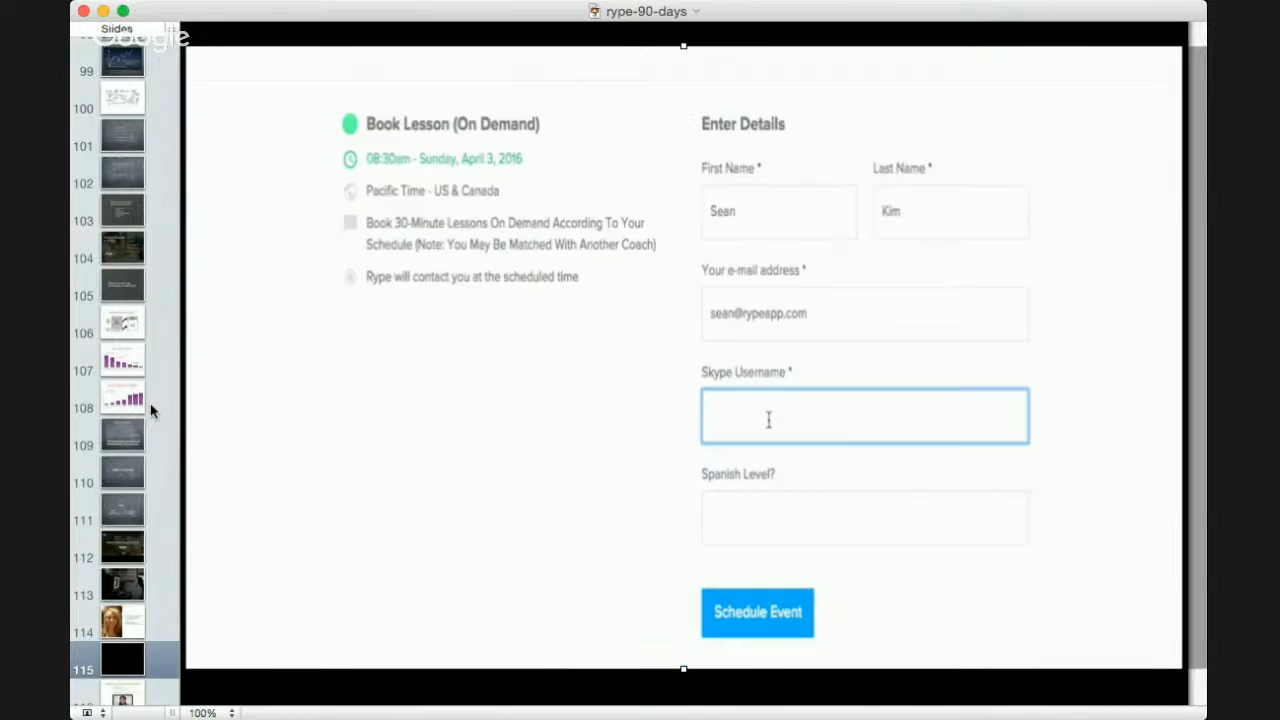 rype-90-days
Slides
Google
99
100
101
102
103
104
105
106
107
108
109
110
111
112
113
114
115
Book Lesson (On Demand)
08:30am - Sunday, April 3, 2016
Pacific Time - US & Canada
Book 30-Minute Lessons On Demand According To Your
Schedule (Note: You May Be Matched With Another Coach)
Rype will contact you at the scheduled time
Enter Details
First Name * Last Name *
Sean Kim
Your e-mail address *
sean@rypeapp.com
Skype Username *
Spanish Level?
Schedule Event
100%